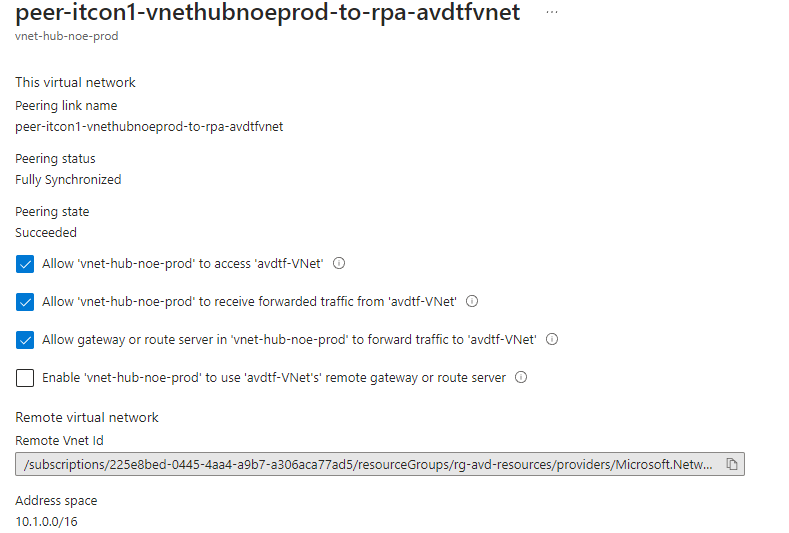 peer-itcon1-vnethubnoeprod-to-rpa-avdtfvnet ...
vnet-hub-noe-prod
This virtual network
Peering link name
peer-itcon1-vnethubnoeprod-to-rpa-avdtfvnet
Peering status
Fully Synchronized
Peering state
Succeeded
Allow 'vnet-hub-noe-prod' to access 'avdtf-VNet'
Allow 'vnet-hub-noe-prod' to receive forwarded traffic from 'avdtf-VNet'
Allow gateway or route server in 'vnet-hub-noe-prod' to forward traffic to 'avdtf-VNet'
Enable 'vnet-hub-noe-prod' to use 'avdtf-VNet's' remote gateway or route server
Remote virtual network
Remote Vnet Id
/subscriptions/225e8bed-0445-4aa4-a9b7-a306aca77ad5/resourceGroups/rg-avd-resources/providers/Microsoft.Netw...
Address space
10.1.0.0/16